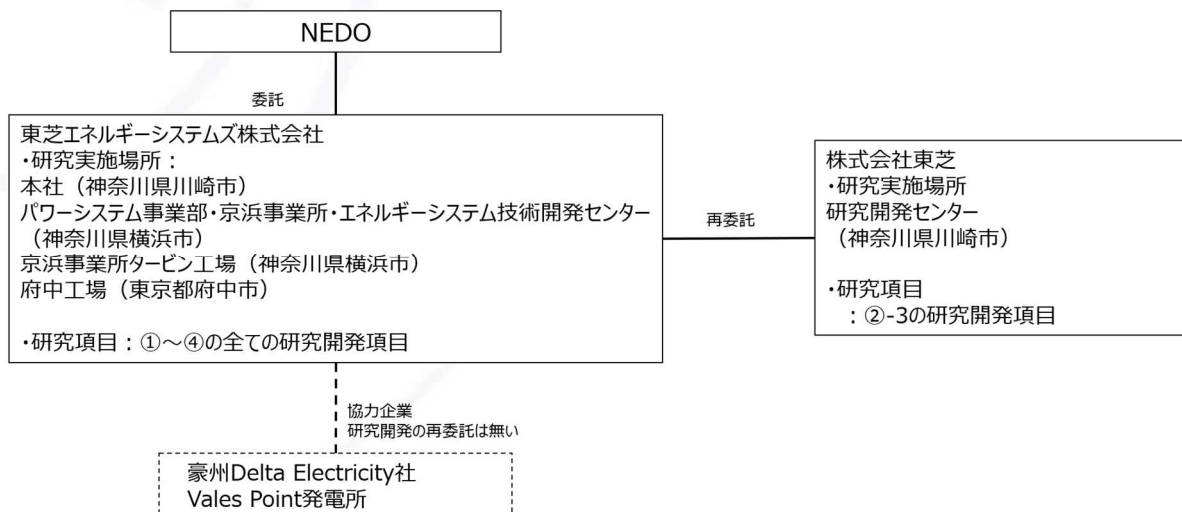 NEDO
委託
東芝エネルギーシステムズ株式会社
・研究実施場所：
本社（神奈川県川崎市）
パワーシステム事業部・京浜事業所・エネルギーシステム技術開発センター
（神奈川県横浜市）
京浜事業所タービン工場（神奈川県横浜市）
府中工場（東京都府中市）
・研究項目：①～④の全ての研究開発項目
再委託
株式会社東芝
・研究実施場所
研究開発センター
（神奈川県川崎市）
・研究項目
：②-3の研究開発項目
協力企業
研究開発の再委託は無い
豪州Delta Electricity社
Vales Point発電所